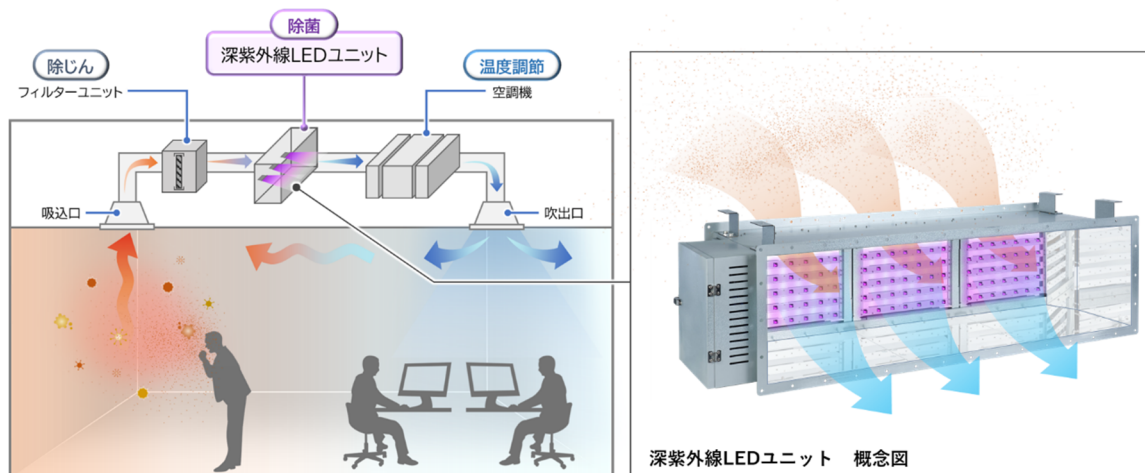 除菌
深紫外線LEDユニット
除じん
フィルターユニット
温度調節
空調機
吸込口
吹出口
深紫外線LEDユニット 概念図